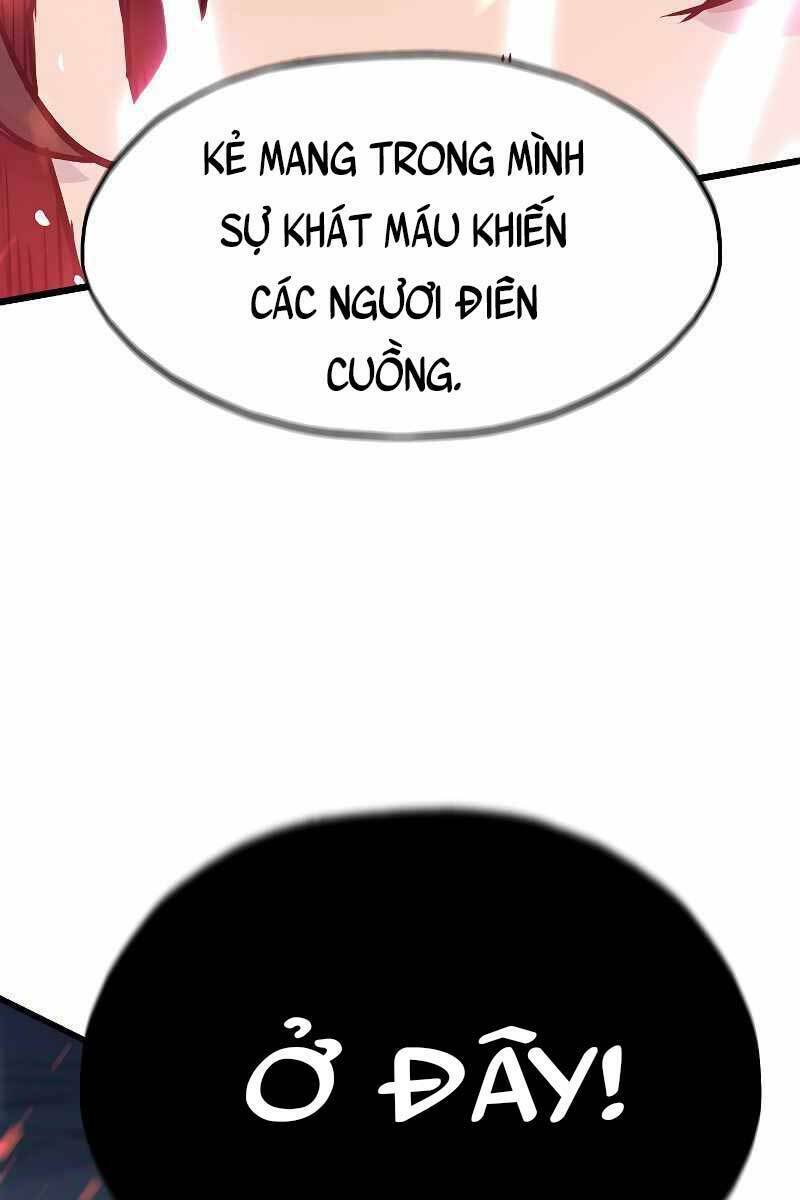 KẺ MANG TRONG MÌNH
SỰ KHÁT MÁU KHIẾN
CÁC NGƯƠI ĐIÊN
CUỒNG.
Ở ĐÂY!